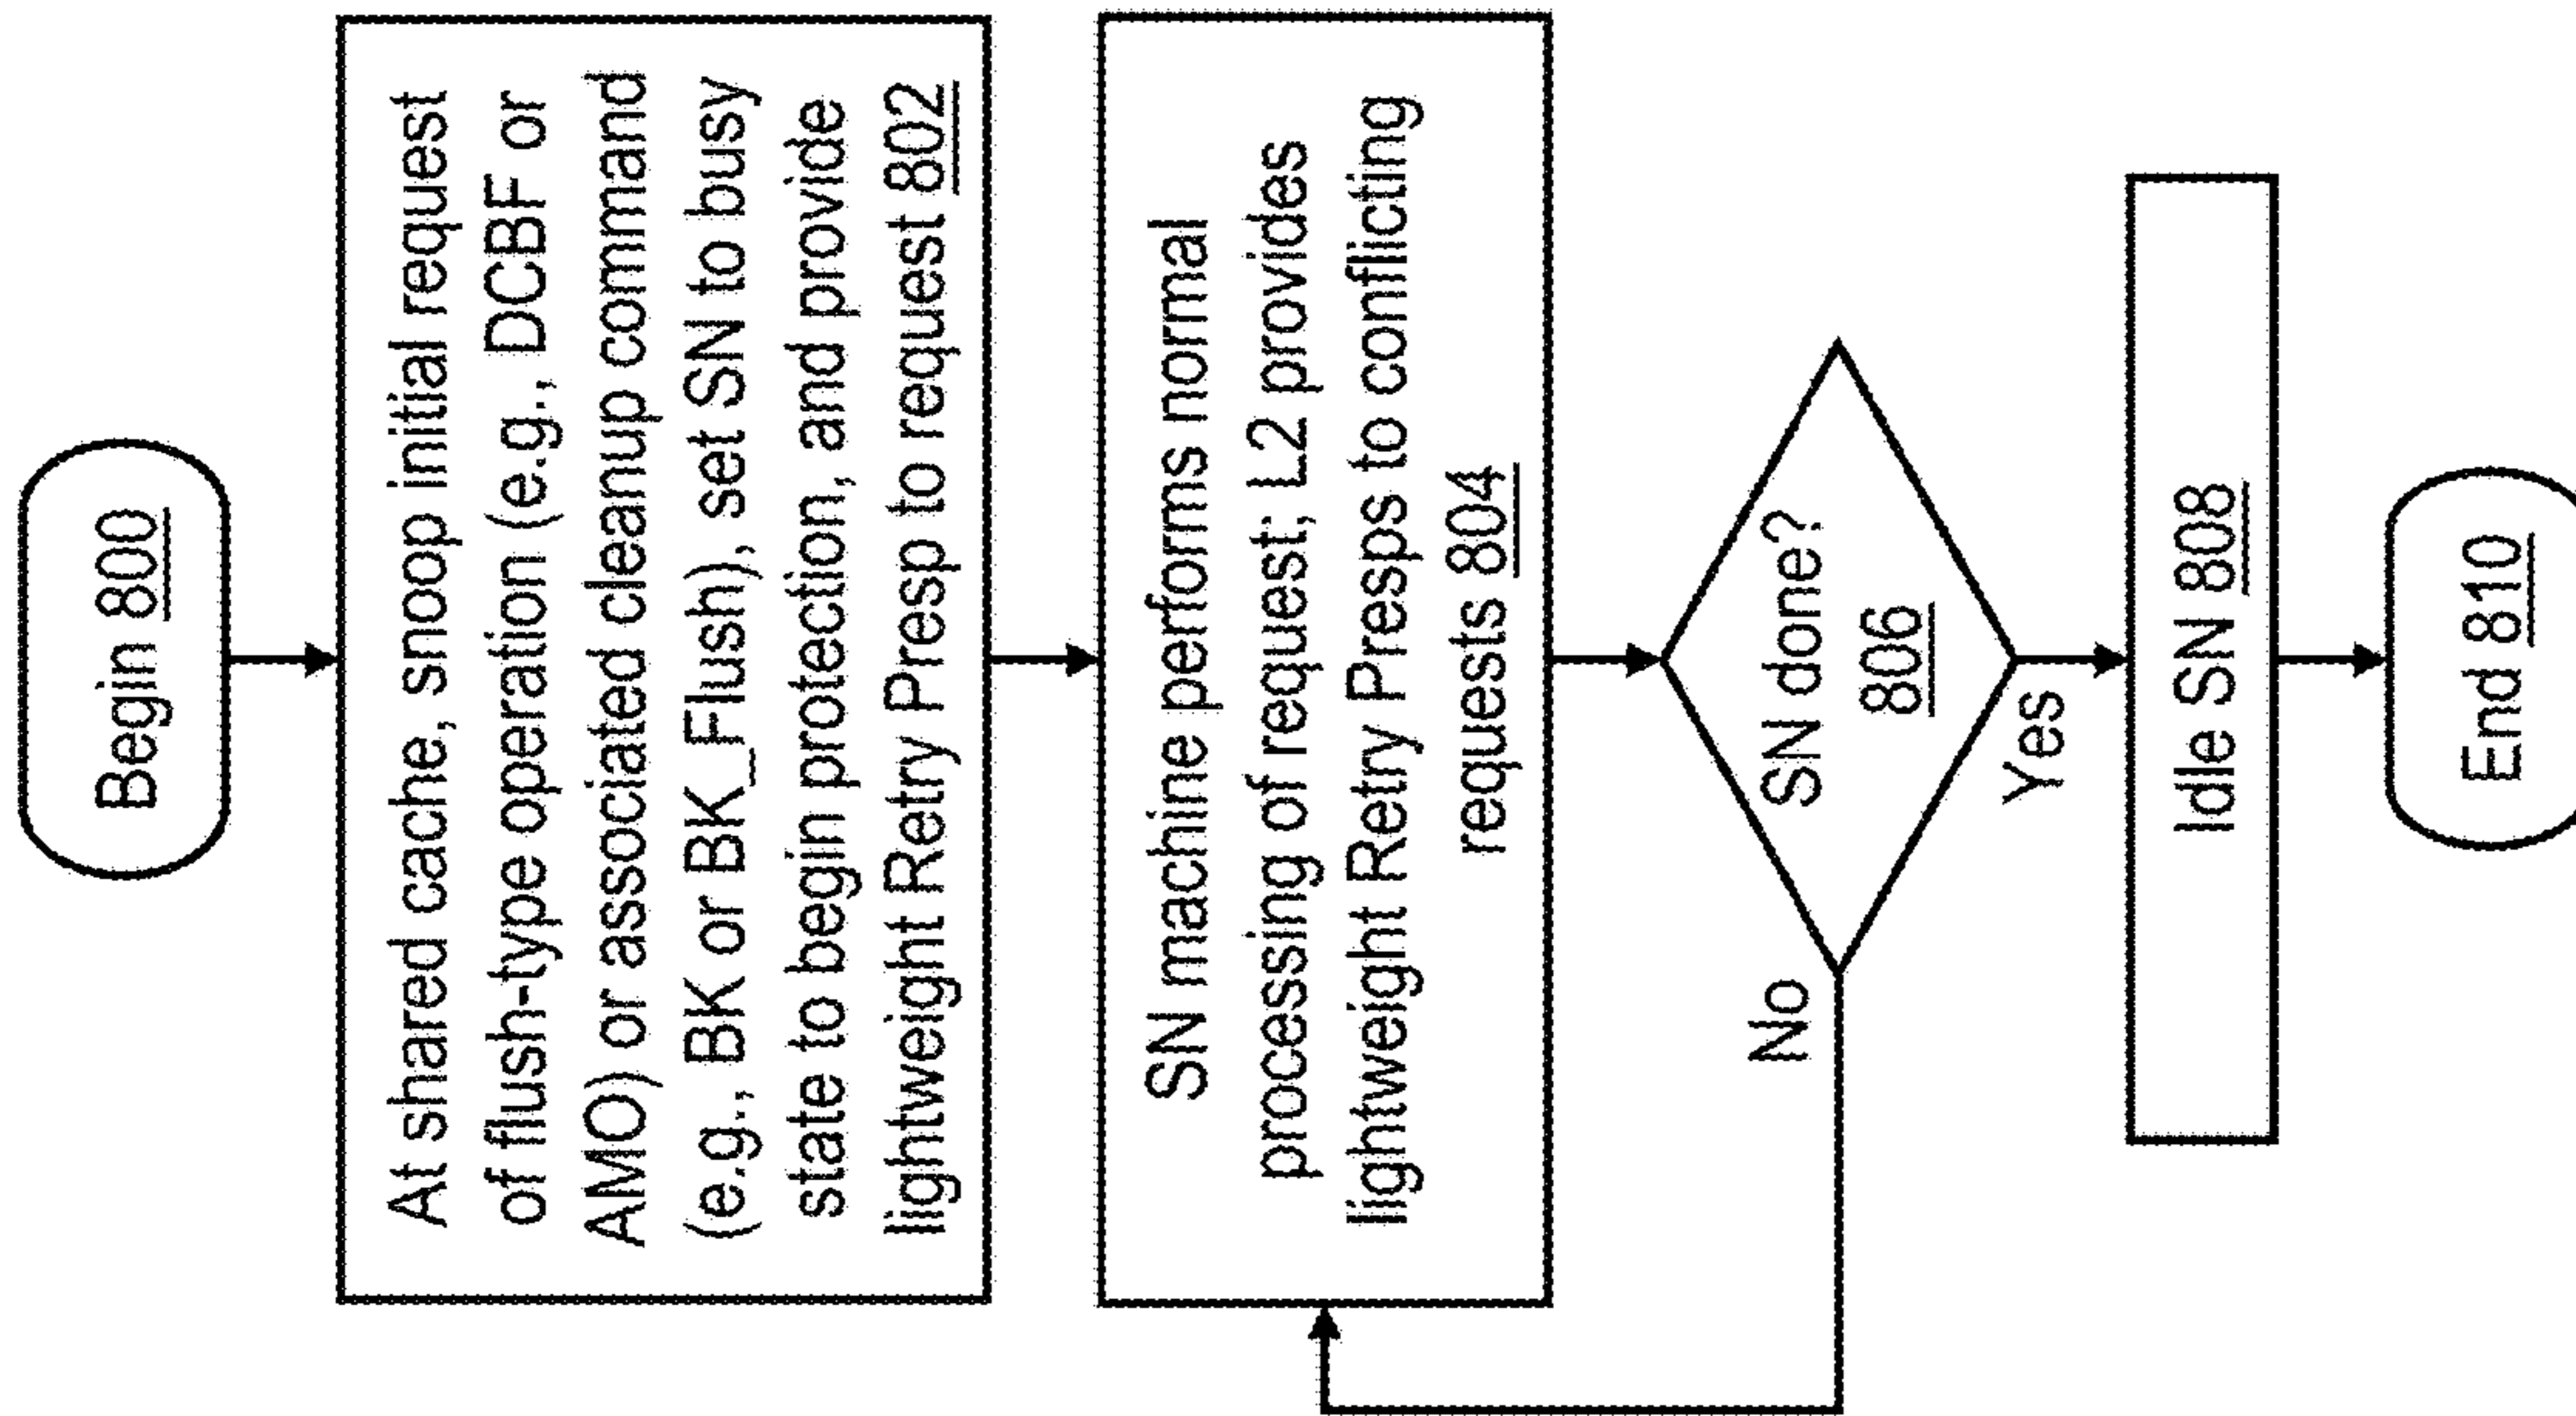 Begin 800
At shared cache, snoop initial request
of flush-type operation (e.g., DCBF or
AMO) or associated cleanup command
(e.g., BK or BK_Flush), set SN to busy
state to begin protection, and provide
lightweight Retry Presp to request 802
SN machine performs normal
processing of request; L2 provides
lightweight Retry Presps to conflicting
requests 804
SN done?
806
No
Yes
Idle SN 808
End 810